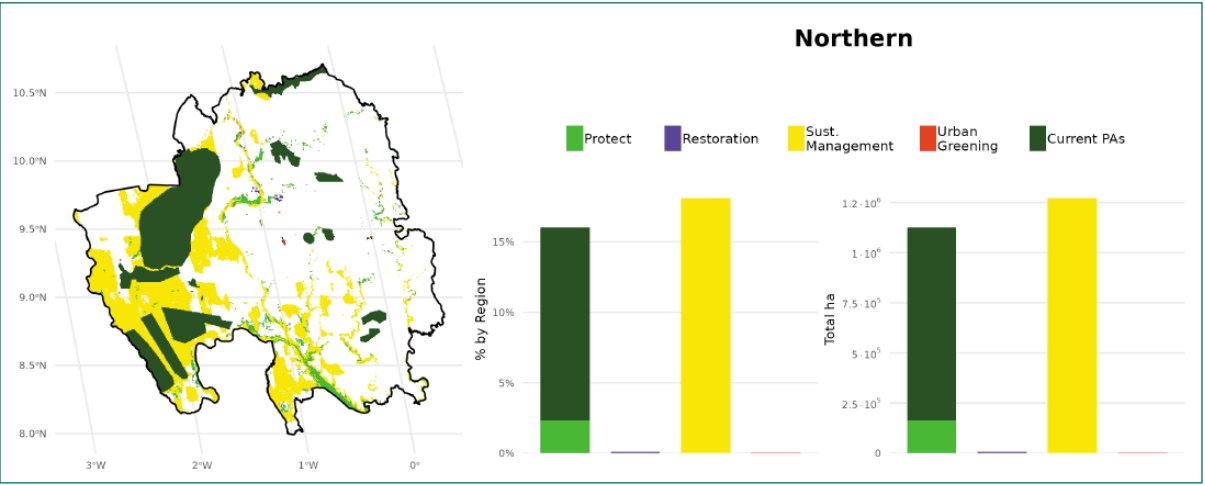 Northern
Protect
Restoration
Sust.
Management
Urban
Greening
Current PAs
10.5°N
10.0°N
9.5°N
9.0°N
8.5°N
8.0°N
3°W
2°W
1°W
0°
% by Region
15%
10%
5%
0%
Total ha
1.2·10⁶
1·10⁶
7.5·10⁵
5·10⁵
2.5·10⁵
0